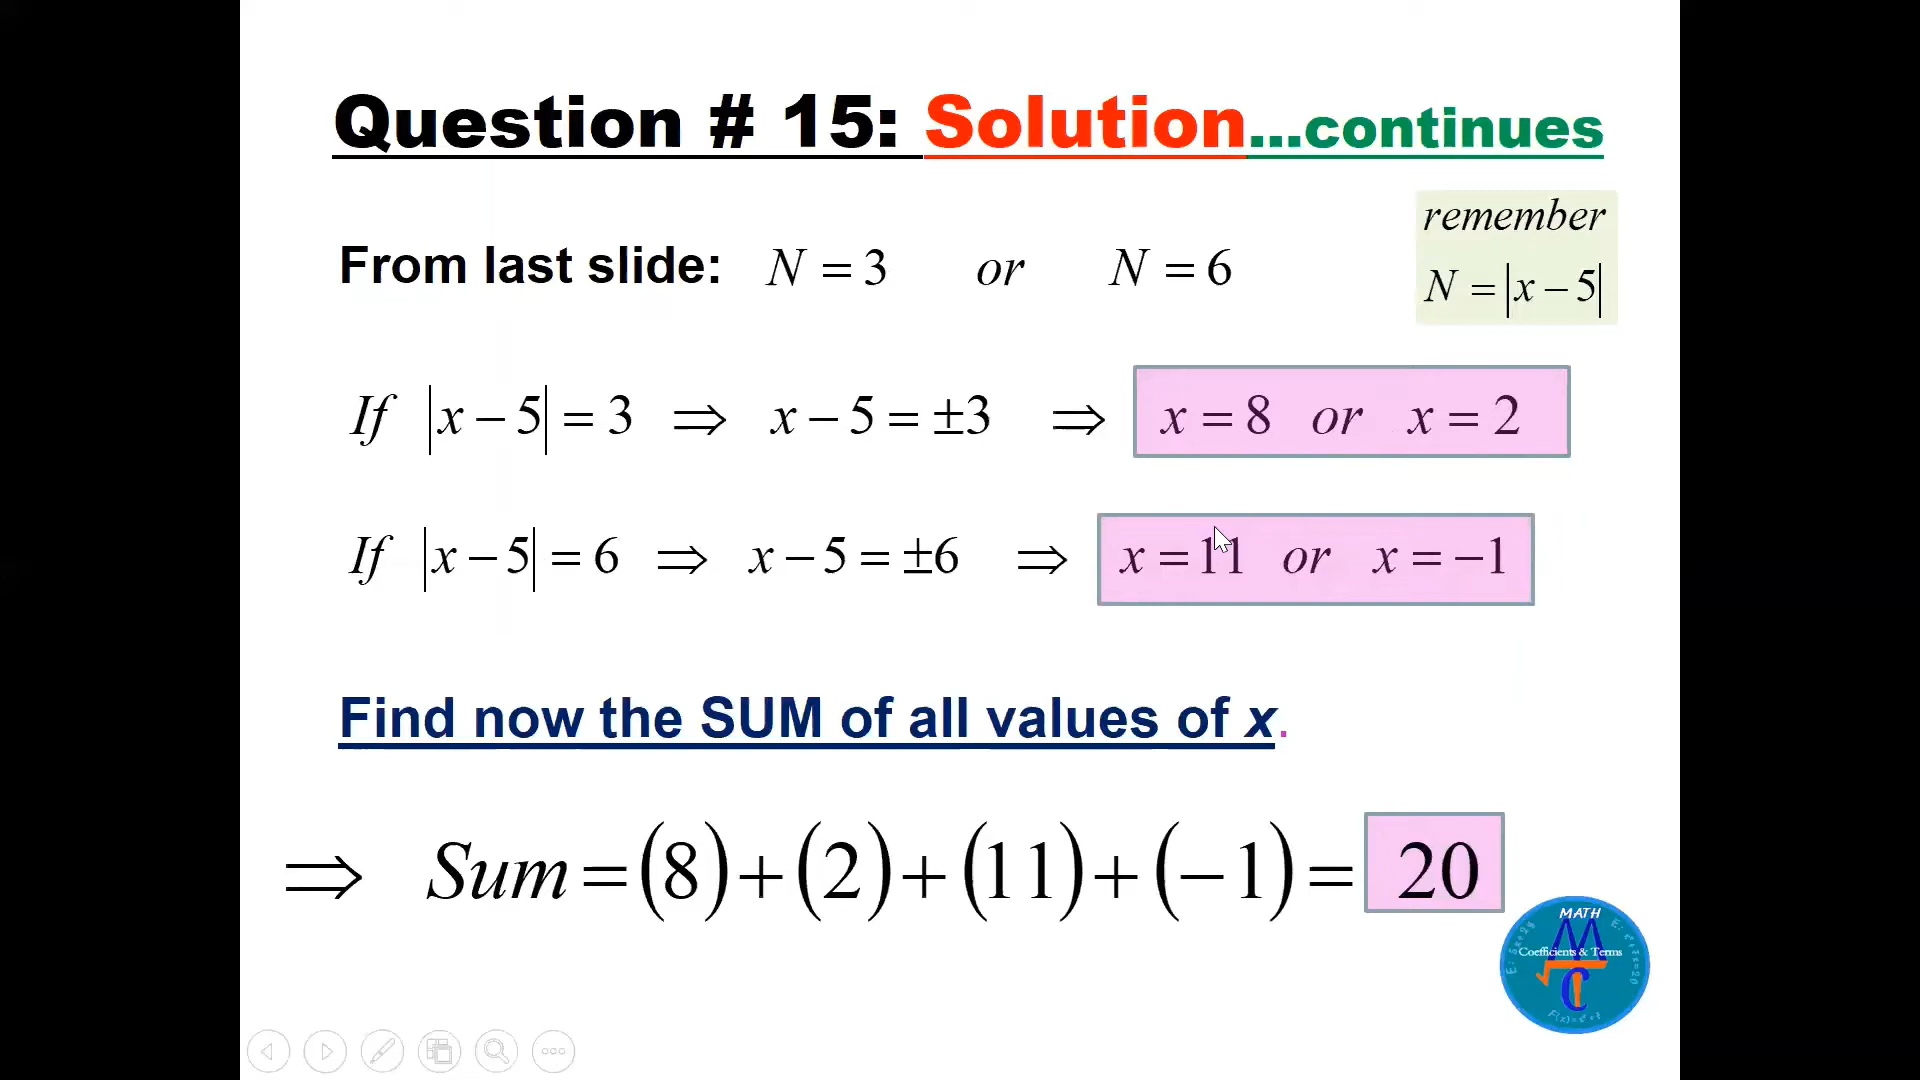 Question # 15: Solution...continues
remember
From last slide: N = 3 or N = 6
N = |x − 5|
If |x − 5| = 3 ⇒ x − 5 = ±3 ⇒ x = 8 or x = 2
If |x − 5| = 6 ⇒ x − 5 = ±6 ⇒ x = 11 or x = −1
Find now the SUM of all values of x.
⇒ Sum = (8) + (2) + (11) + (−1) = 20
MATH
Coefficients & Terms